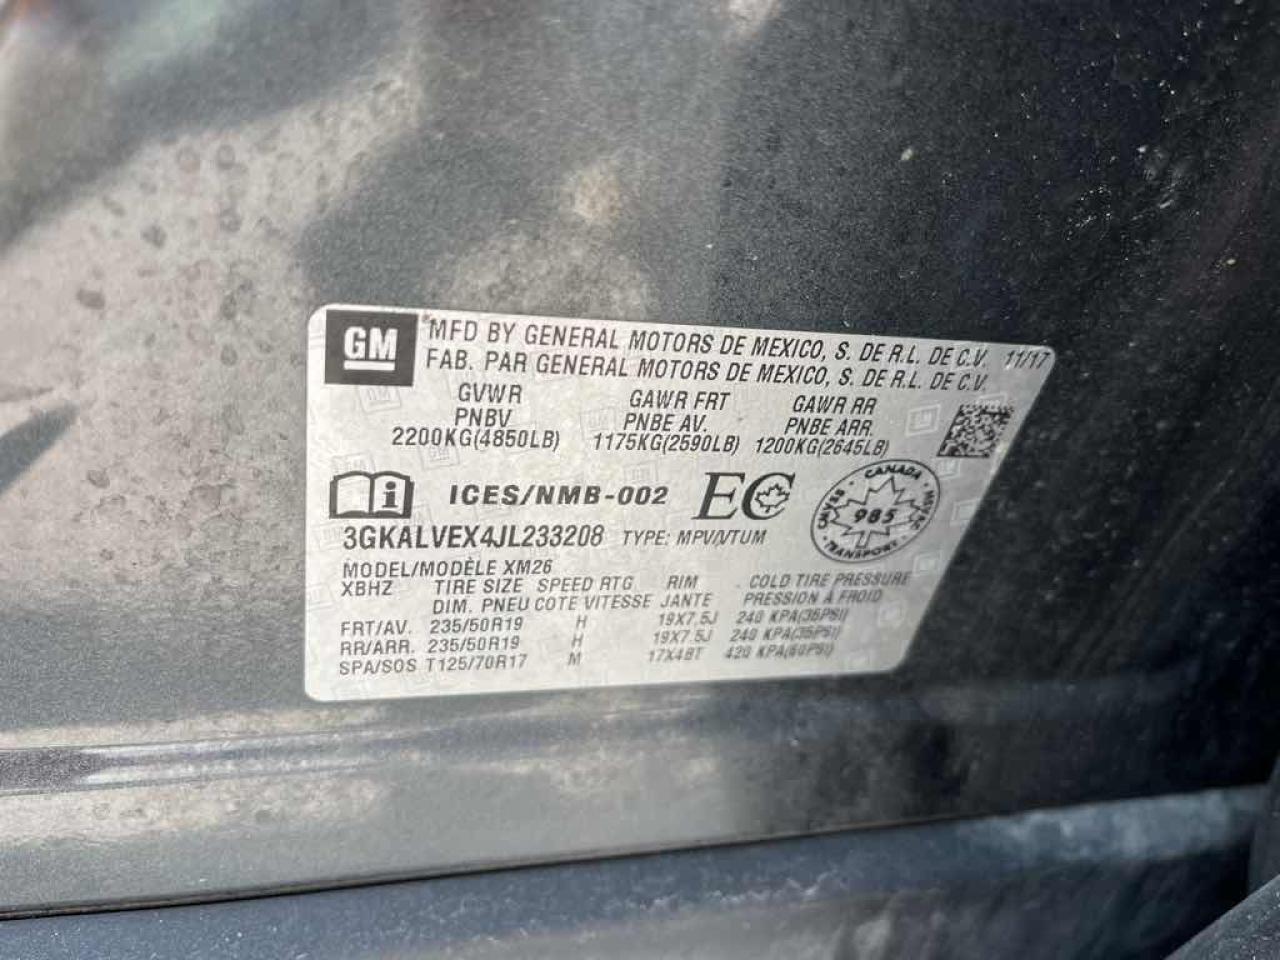 GM
MFD BY GENERAL MOTORS DE MEXICO, S. DE R.L. DE C.V. 11/17
FAB. PAR GENERAL MOTORS DE MEXICO, S. DE R.L. DE C.V.
GVWR GAWR FRT GAWR RR
PNBV PNBE AV. PNBE ARR.
2200KG(4850LB) 1175KG(2590LB) 1200KG(2645LB)
i ICES/NMB-002 EC
CANADA
985
TRANSPORT
3GKALVEX4JL233208 TYPE: MPV/VTUM
MODEL/MODÈLE XM26
XBHZ TIRE SIZE SPEED RTG RIM COLD TIRE PRESSURE
DIM. PNEU COTE VITESSE JANTE PRESSION À FROID
FRT/AV. 235/50R19 H 19X7.5J 240 KPA(35PSI)
RR/ARR. 235/50R19 H 19X7.5J 240 KPA(35PSI)
SPA/SOS T125/70R17 M 17X4BT 420 KPA(60PSI)